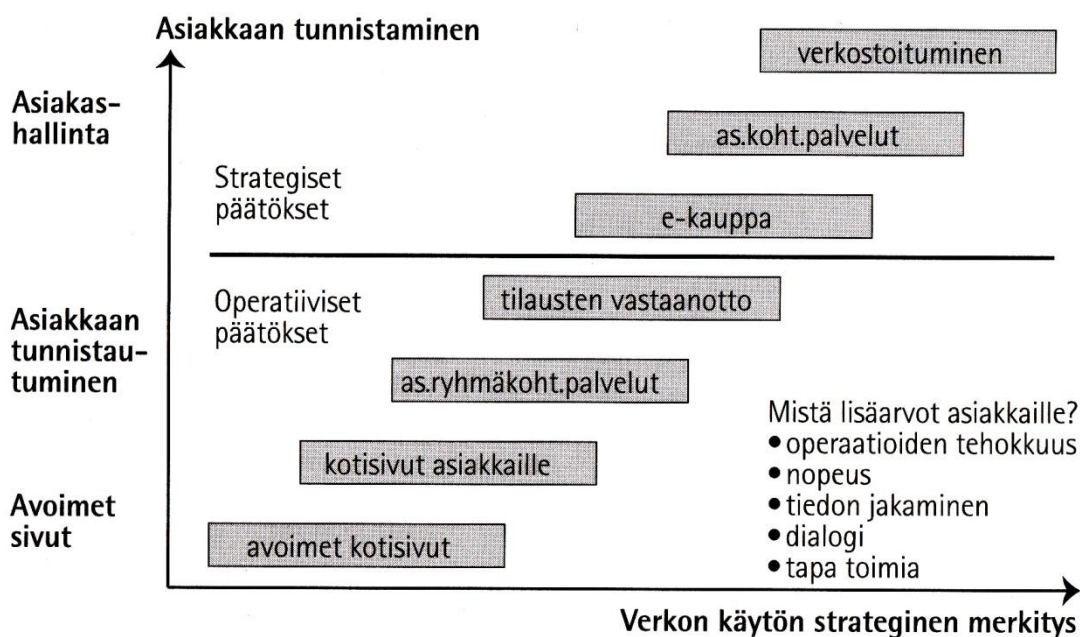 Asiakkaan tunnistaminen
verkostoituminen
Asiakas-
hallinta
as.koht.palvelut
Strategiset
päätökset
e-kauppa
Operatiiviset
päätökset
tilausten vastaanotto
Asiakkaan
tunnistau-
tuminen
as.ryhmäkoht.palvelut
Mistä lisäarvot asiakkaille?
• operaatioiden tehokkuus
• nopeus
• tiedon jakaminen
• dialogi
• tapa toimia
kotisivut asiakkaille
Avoimet
sivut
avoimet kotisivut
Verkon käytön strateginen merkitys